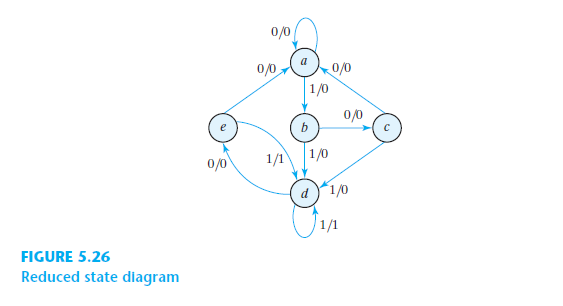 0/0
a
0/0
0/0
1/0
0/0
e
b
c
1/0
1/1
0/0
d
1/0
1/1
FIGURE 5.26
Reduced state diagram